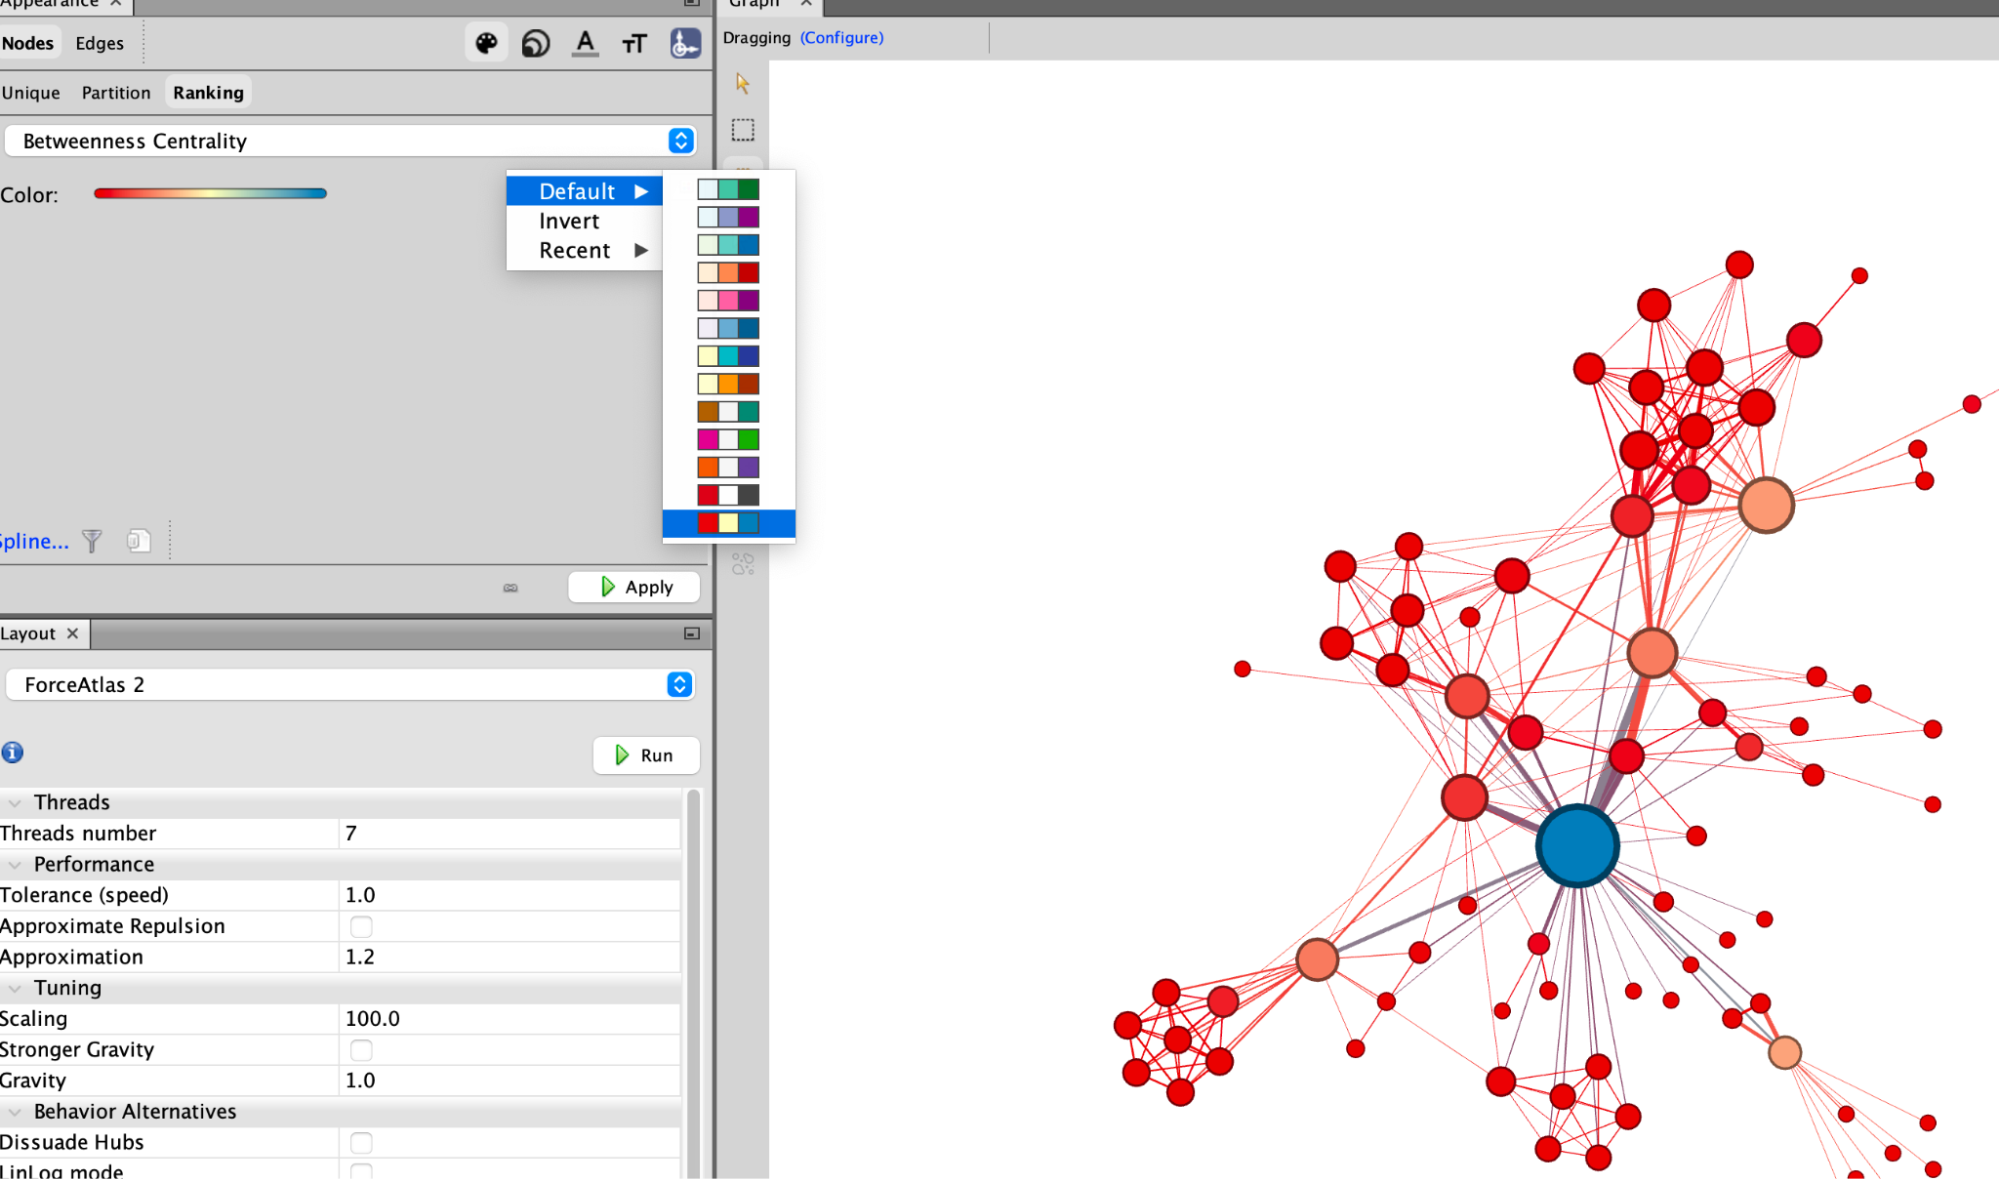 Appearance
Graph
Nodes Edges
A TT
Dragging (Configure)
Unique Partition Ranking
Betweenness Centrality
Color:
Default
Invert
Recent
Spline...
Apply
Layout
ForceAtlas 2
Run
Threads
Threads number 7
Performance
Tolerance (speed) 1.0
Approximate Repulsion
Approximation 1.2
Tuning
Scaling 100.0
Stronger Gravity
Gravity 1.0
Behavior Alternatives
Dissuade Hubs
LinLog mode